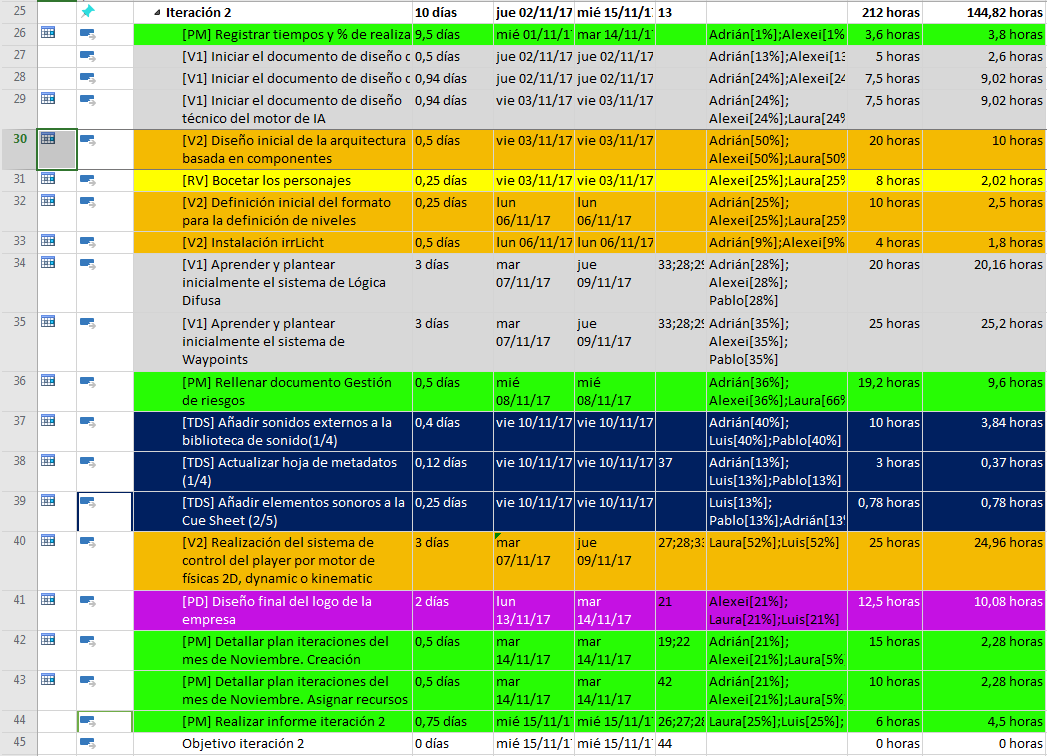 25 Iteración 2 10 días jue 02/11/17 mié 15/11/17 13 212 horas 144,82 horas
26 [PM] Registrar tiempos y % de realiza 9,5 días mié 01/11/1 mar 14/11/1 Adrián[1%];Alexei[1% 3,6 horas 3,8 horas
27 [V1] Iniciar el documento de diseño 0,5 días jue 02/11/17 jue 02/11/17 Adrián[13%];Alexei[13 5 horas 2,6 horas
28 [V1] Iniciar el documento de diseño 0,94 días jue 02/11/17 jue 02/11/17 Adrián[24%];Alexei[24 7,5 horas 9,02 horas
29 [V1] Iniciar el documento de diseño 0,94 días vie 03/11/17 vie 03/11/17 Adrián[24%]; 7,5 horas 9,02 horas
técnico del motor de IA Alexei[24%];Laura[24%
30 [V2] Diseño inicial de la arquitectura 0,5 días vie 03/11/17 vie 03/11/17 Adrián[50%]; 20 horas 10 horas
basada en componentes Alexei[50%];Laura[50%
31 [RV] Bocetar los personajes 0,25 días vie 03/11/17 vie 03/11/17 Alexei[25%];Laura[25% 8 horas 2,02 horas
32 [V2] Definición inicial del formato 0,25 días lun lun Adrián[25%]; 10 horas 2,5 horas
para la definición de niveles 06/11/17 06/11/17 Alexei[25%];Laura[25%
33 [V2] Instalación irrLicht 0,5 días lun 06/11/17 lun 06/11/17 Adrián[9%];Alexei[9% 4 horas 1,8 horas
34 [V1] Aprender y plantear 3 días mar jue 33;28;29 Adrián[28%]; 20 horas 20,16 horas
inicialmente el sistema de Lógica 07/11/17 09/11/17 Alexei[28%];
Difusa Pablo[28%]
35 [V1] Aprender y plantear 3 días mar jue 33;28;29 Adrián[35%]; 25 horas 25,2 horas
inicialmente el sistema de 07/11/17 09/11/17 Alexei[35%];
Waypoints Pablo[35%]
36 [PM] Rellenar documento Gestión 0,5 días mié mié Adrián[36%]; 19,2 horas 9,6 horas
de riesgos 08/11/17 08/11/17 Alexei[36%];Laura[66%
37 [TDS] Añadir sonidos externos a la 0,4 días vie 10/11/17 vie 10/11/17 Adrián[40%]; 10 horas 3,84 horas
biblioteca de sonido(1/4) Luis[40%];Pablo[40%]
38 [TDS] Actualizar hoja de metadatos 0,12 días vie 10/11/17 vie 10/11/17 37 Adrián[13%]; 3 horas 0,37 horas
(1/4) Luis[13%];Pablo[13%]
39 [TDS] Añadir elementos sonoros a la 0,25 días vie 10/11/17 vie 10/11/17 Luis[13%]; 0,78 horas 0,78 horas
Cue Sheet (2/5) Pablo[13%];Adrián[13%
40 [V2] Realización del sistema de 3 días mar jue 27;28;33 Laura[52%];Luis[52%] 25 horas 24,96 horas
control del player por motor de 07/11/17 09/11/17
físicas 2D, dynamic o kinematic
41 [PD] Diseño final del logo de la 2 días lun mar 21 Alexei[21%]; 12,5 horas 10,08 horas
empresa 13/11/17 14/11/17 Laura[21%];Luis[21%]
42 [PM] Detallar plan iteraciones del 0,5 días mar mar 19;22 Adrián[21%]; 15 horas 2,28 horas
mes de Noviembre. Creación 14/11/17 14/11/17 Alexei[21%];Laura[5%
43 [PM] Detallar plan iteraciones del 0,5 días mar mar 42 Adrián[21%]; 10 horas 2,28 horas
mes de Noviembre. Asignar recursos 14/11/17 14/11/17 Alexei[21%];Laura[5%
44 [PM] Realizar informe iteración 2 0,75 días mié 15/11/1 mié 15/11/1 26;27;28 Laura[25%];Luis[25%]; 6 horas 4,5 horas
45 Objetivo iteración 2 0 días mié 15/11/1 mié 15/11/1 44 0 horas 0 horas